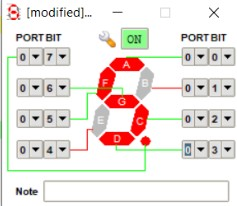 [modified]...
ON
PORT BIT PORT BIT
0 7 A 0 0
0 6 F B 0 1
G
0 5 E C 0 2
0 4 D 0 3
Note